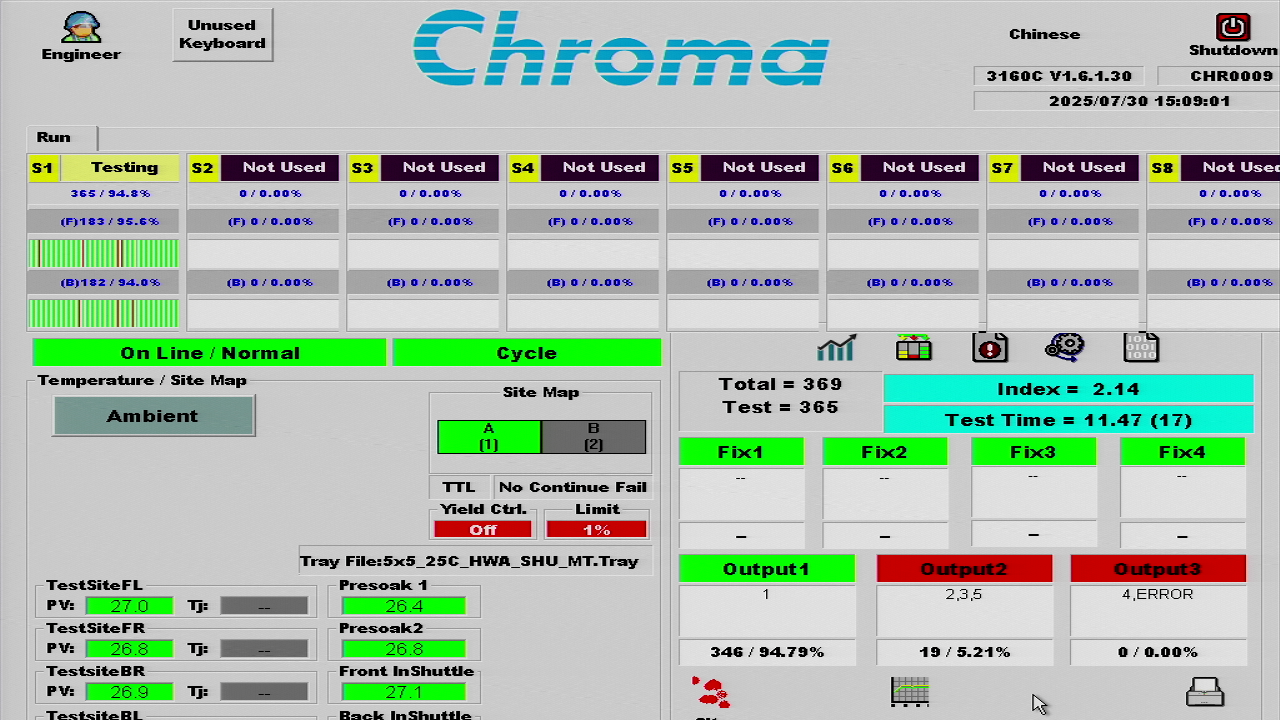 Engineer
Unused
Keyboard
Chroma
Chinese
Shutdown
3160C V1.6.1.30
CHR0009
2025/07/30 15:09:01
Run
S1 Testing
S2 Not Used
S3 Not Used
S4 Not Used
S5 Not Used
S6 Not Used
S7 Not Used
S8 Not Us
365 / 94.8%
0 / 0.00%
0 / 0.00%
0 / 0.00%
0 / 0.00%
0 / 0.00%
0 / 0.00%
0 / 0.00%
(F)183 / 95.6%
(F) 0 / 0.00%
(F) 0 / 0.00%
(F) 0 / 0.00%
(F) 0 / 0.00%
(F) 0 / 0.00%
(F) 0 / 0.00%
(F) 0 / 0.00%
(B)182 / 94.0%
(B) 0 / 0.00%
(B) 0 / 0.00%
(B) 0 / 0.00%
(B) 0 / 0.00%
(B) 0 / 0.00%
(B) 0 / 0.00%
(B) 0 / 0.00%
On Line / Normal
Cycle
Temperature / Site Map
Ambient
Site Map
A
(1)
B
(2)
TTL
No Continue Fail
Yield Ctrl.
Off
Limit
1%
Tray File:5x5_25C_HWA_SHU_MT.Tray
TestSiteFL
PV: 27.0 Tj: --
Presoak 1
26.4
TestSiteFR
PV: 26.8 Tj: --
Presoak2
26.8
TestsiteBR
PV: 26.9 Tj: --
Front InShuttle
27.1
TestsiteBL
Back InShuttle
Total = 369
Test = 365
Index = 2.14
Test Time = 11.47 (17)
Fix1
Fix2
Fix3
Fix4
--
--
--
--
–
–
–
–
Output1
Output2
Output3
1
2,3,5
4,ERROR
346 / 94.79%
19 / 5.21%
0 / 0.00%